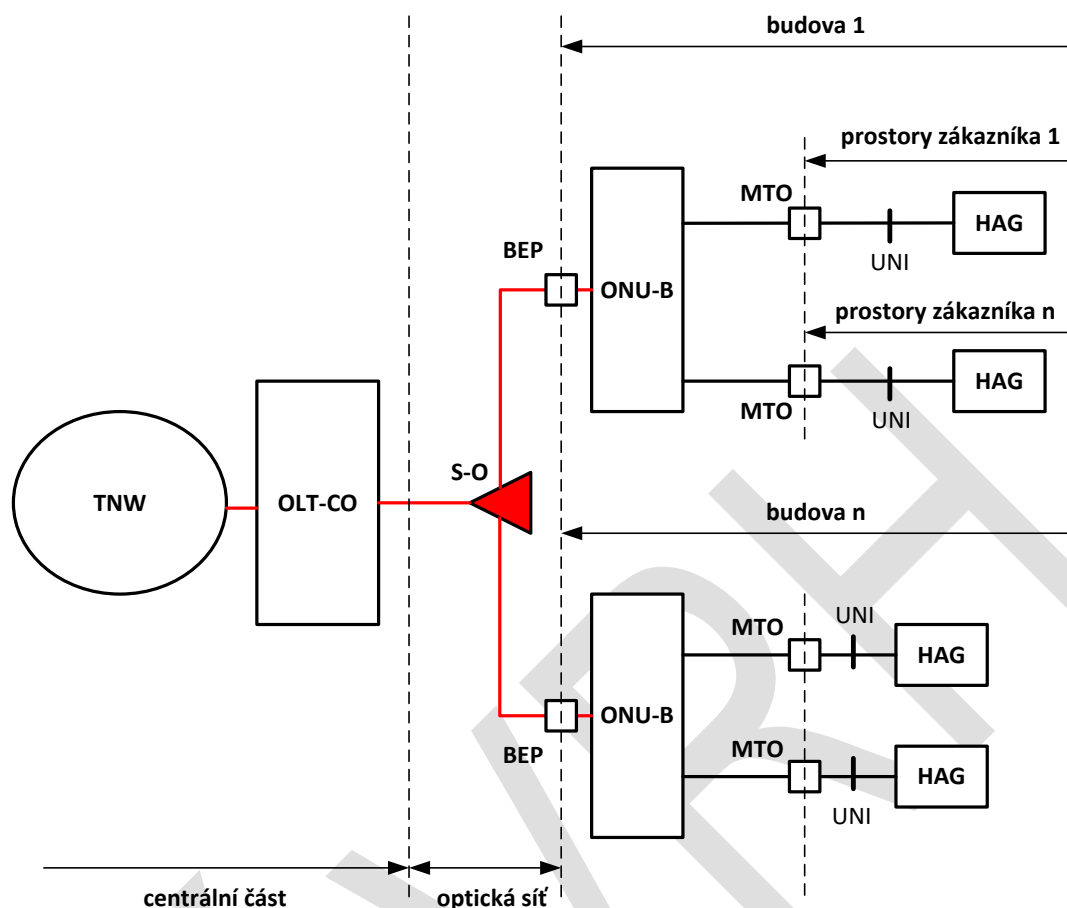 budova 1
prostory zákazníka 1
MTO
HAG
UNI
BEP
ONU-B
prostory zákazníka n
HAG
MTO
UNI
S-O
TNW
OLT-CO
budova n
UNI
MTO
HAG
ONU-B
BEP
MTO
HAG
UNI
centrální část
optická síť